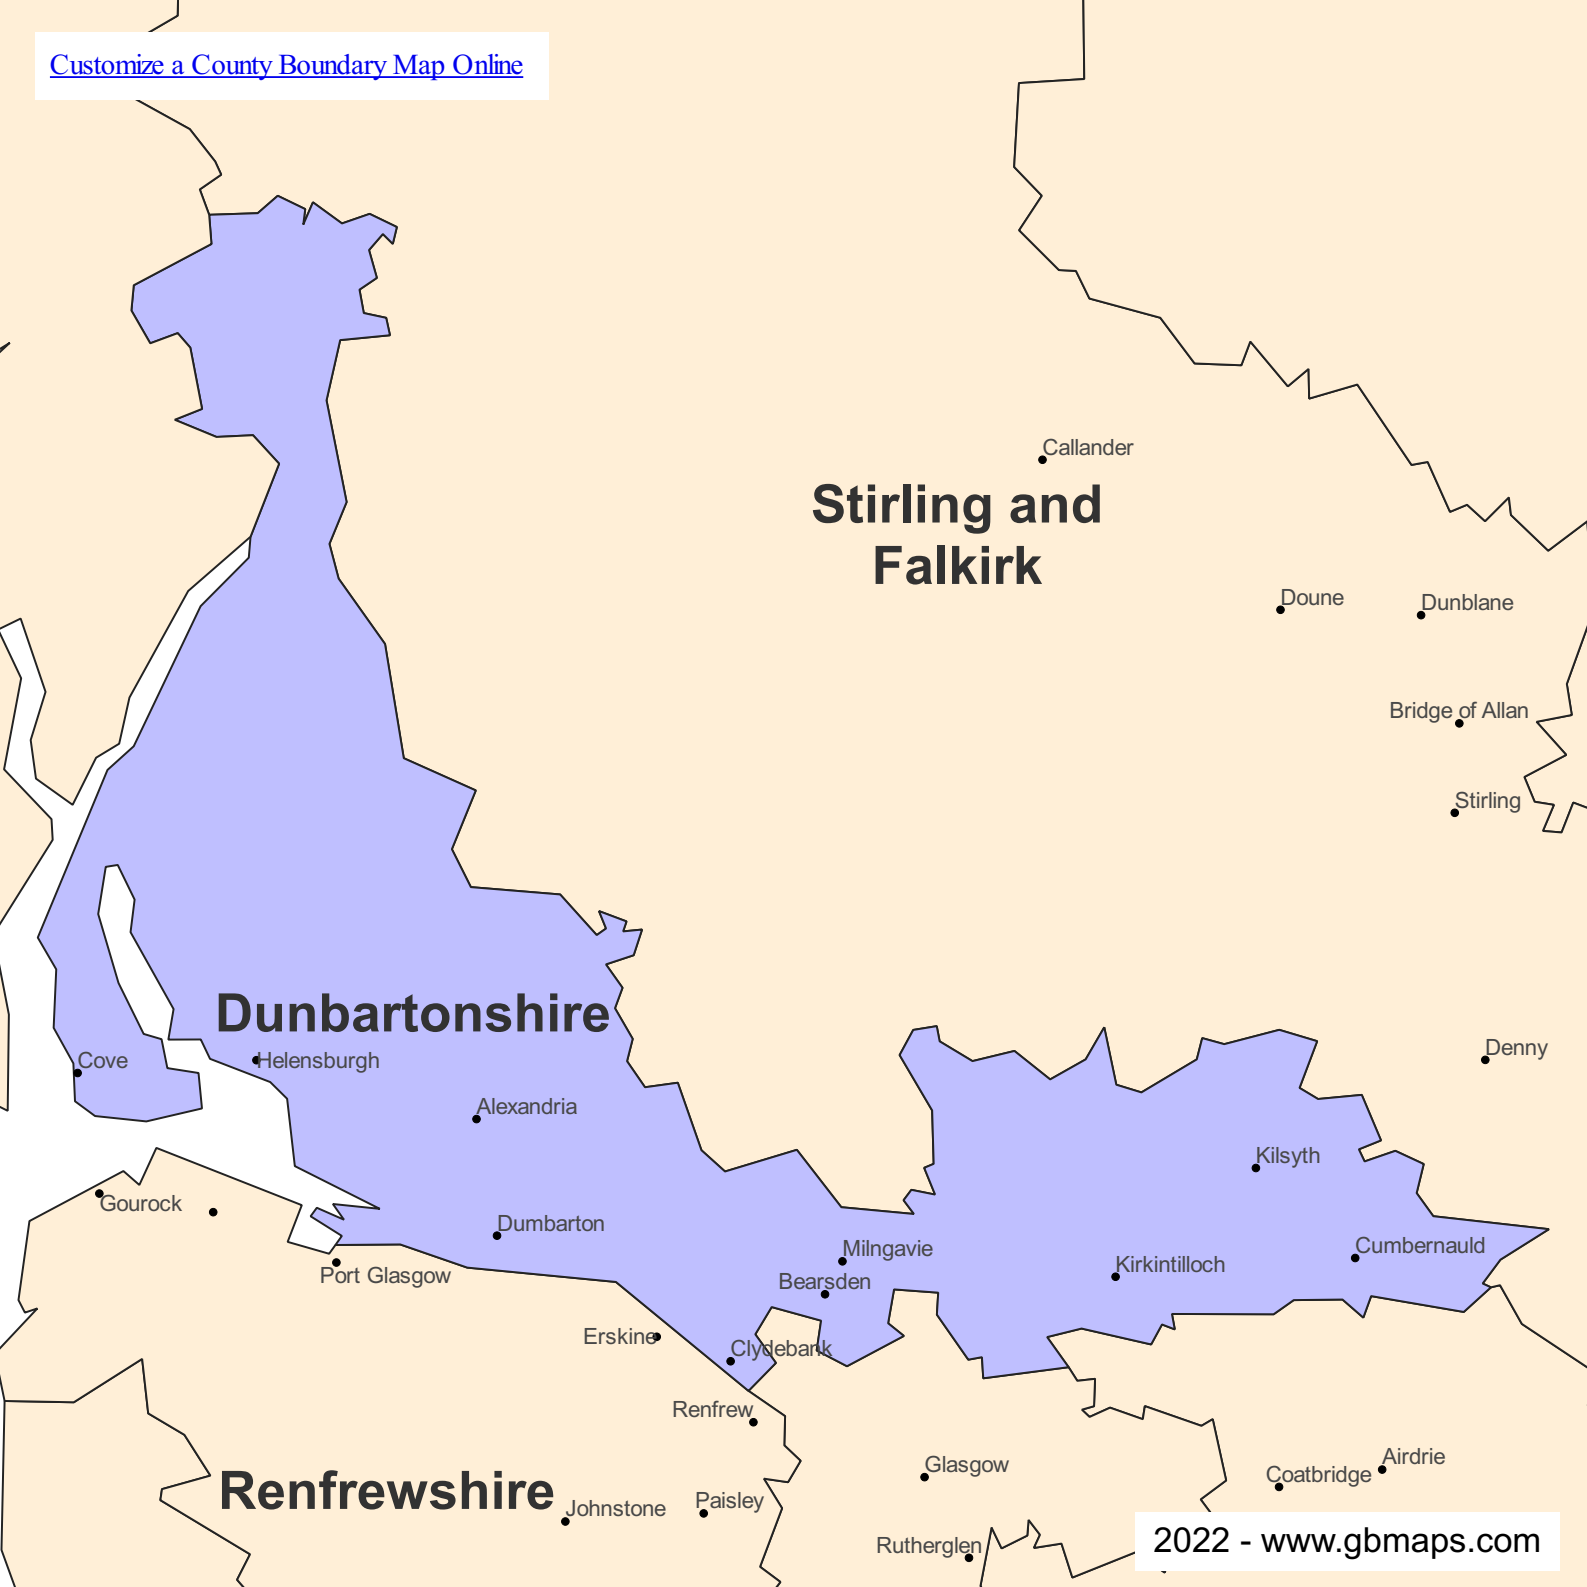 Customize a County Boundary Map Online
Callander
Stirling and
Falkirk
Doune
Dunblane
Bridge of Allan
Stirling
Dunbartonshire
Denny
Cove
Helensburgh
Alexandria
Kilsyth
Gourock
Dumbarton
Milngavie
Cumbernauld
Port Glasgow
Bearsden
Kirkintilloch
Erskine
Clydebank
Renfrew
Glasgow
Airdrie
Coatbridge
Renfrewshire
Johnstone
Paisley
Rutherglen
2022 - www.gbmaps.com